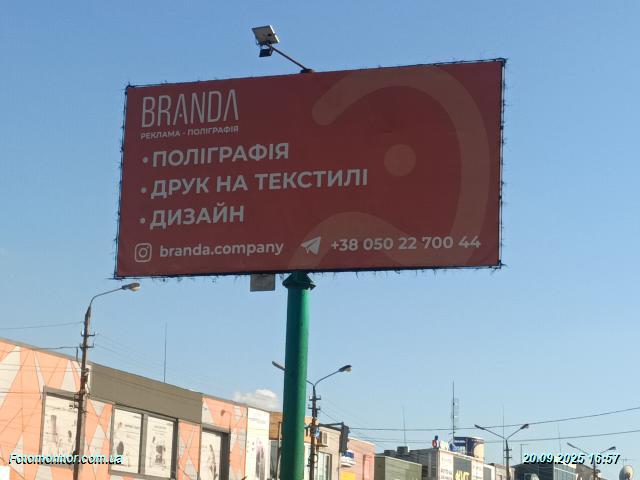 BRANDA
РЕКЛАМА - ПОЛІГРАФІЯ
• ПОЛІГРАФІЯ
• ДРУК НА ТЕКСТИЛІ
• ДИЗАЙН
branda.company +38 050 22 700 44
Fotomonitor.com.ua 20.09.2025 16:57